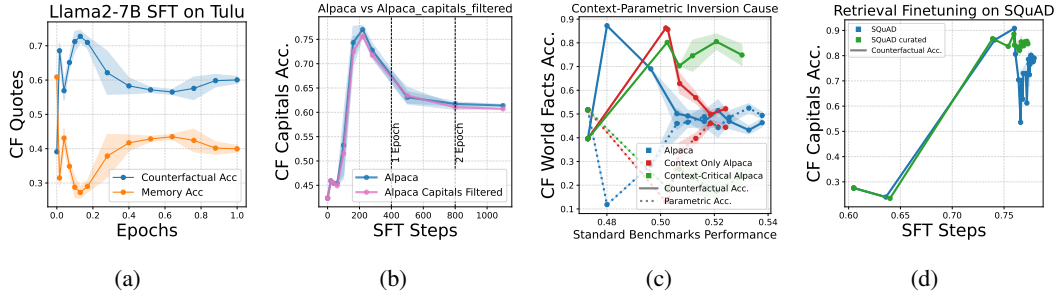 Llama2-7B SFT on Tulu
CF Quotes
0.7
0.6
0.5
0.4
0.3
Counterfactual Acc
Memory Acc
0.0 0.2 0.4 0.6 0.8 1.0
Epochs
(a)
Alpaca vs Alpaca_capitals_filtered
CF Capitals Acc.
0.75
0.65
0.55
0.45
1 Epoch
2 Epoch
Alpaca
Alpaca Capitals Filtered
0 200 400 600 800 1000
SFT Steps
(b)
Context-Parametric Inversion Cause
CF World Facts Acc.
0.9
0.8
0.7
0.6
0.5
0.4
0.3
0.2
0.1
Alpaca
Context Only Alpaca
Context-Critical Alpaca
Counterfactual Acc.
Parametric Acc.
0.48 0.50 0.52 0.54
Standard Benchmarks Performance
(c)
Retrieval Finetuning on SQuAD
CF Capitals Acc.
0.9
0.8
0.7
0.6
0.5
0.4
0.3
SQuAD
SQuAD curated
Counterfactual Acc.
0.60 0.65 0.70 0.75
SFT Steps
(d)